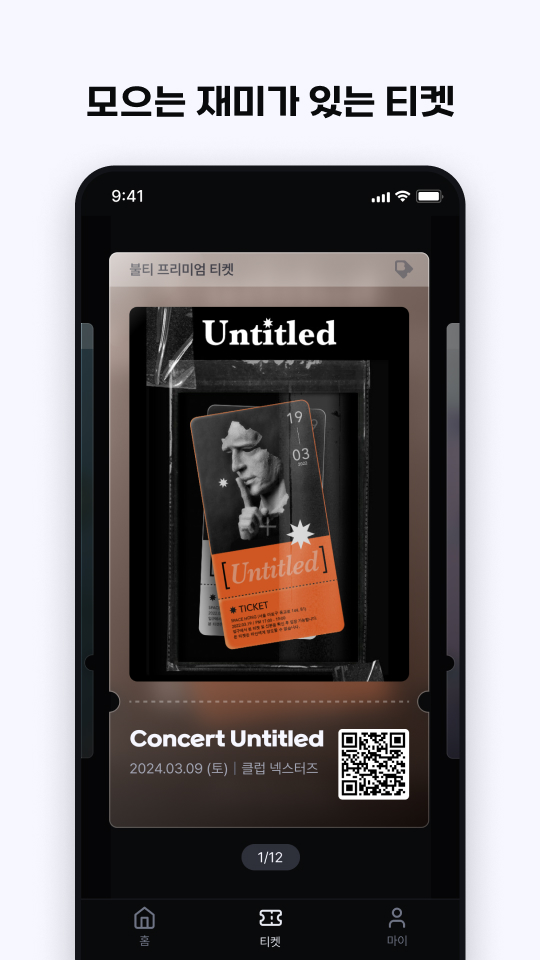 모으는 재미가 있는 티켓
9:41
불티 프리미엄 티켓
Untitled
19
03
2022
[Untitled]
TICKET
Concert Untitled
2024.03.09 (토) | 클럽 넥스터즈
1/12
홈
티켓
마이